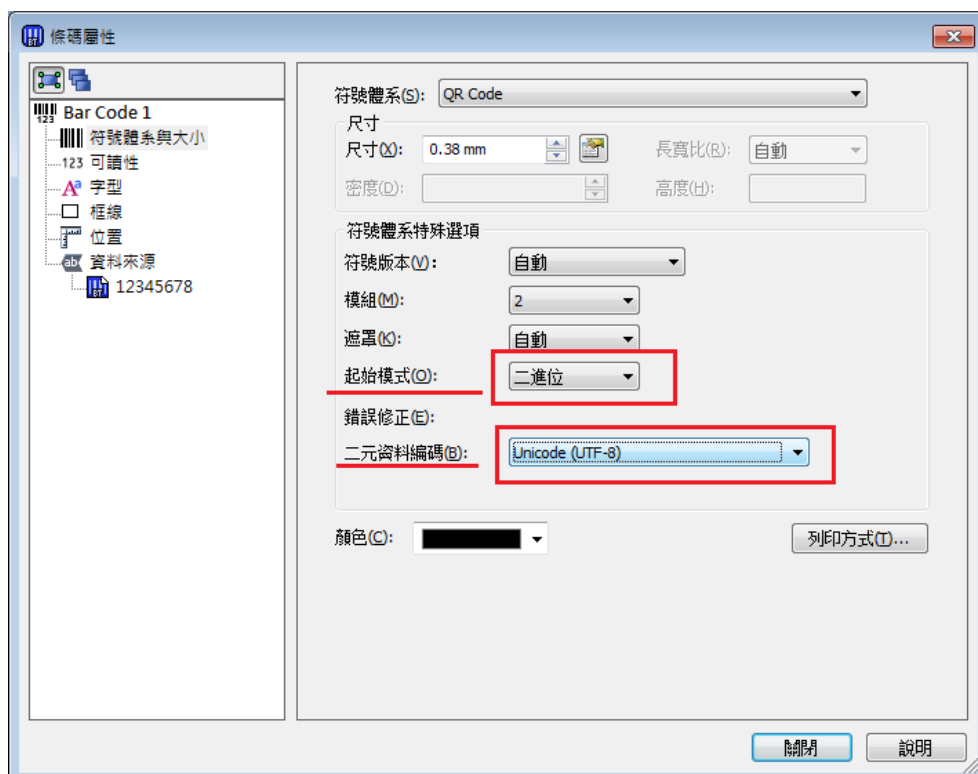 條碼屬性
Bar Code 1
符號體系與大小
123 可讀性
字型
框線
位置
資料來源
12345678
符號體系(S): QR Code
尺寸
尺寸(X): 0.38 mm 長寬比(R): 自動
密度(D): 高度(H):
符號體系特殊選項
符號版本(V): 自動
模組(M): 2
遮罩(K): 自動
起始模式(O): 二進位
錯誤修正(E):
二元資料編碼(B): Unicode (UTF-8)
顏色(C): 列印方式(T)...
關閉 說明